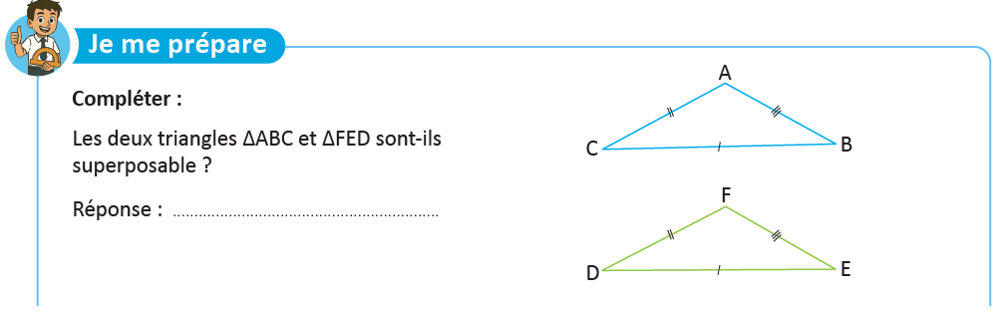 Je me prépare
Compléter :
Les deux triangles ΔABC et ΔFED sont-ils
superposable ?
Réponse : ............................................................
A
C
B
F
D
E